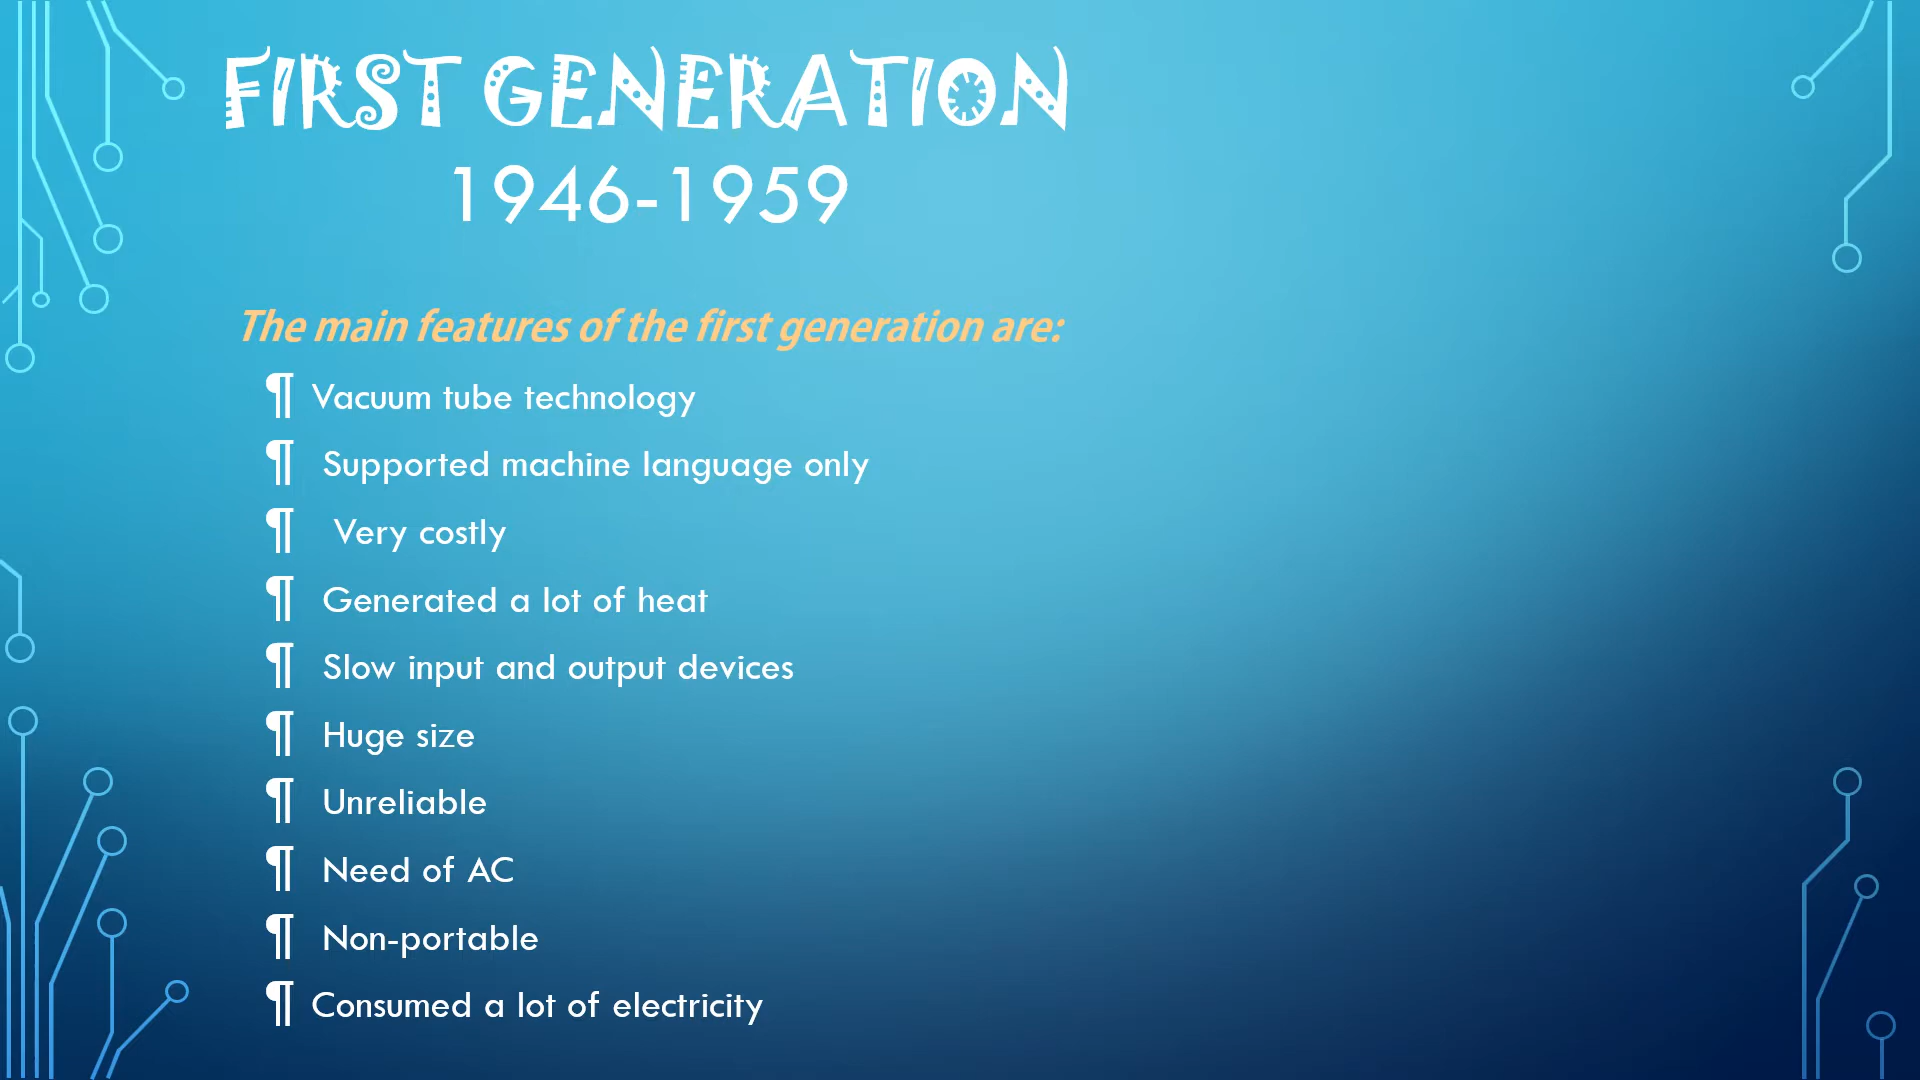 FIRST GENERATION
1946-1959
The main features of the first generation are:
¶ Vacuum tube technology
¶ Supported machine language only
¶ Very costly
¶ Generated a lot of heat
¶ Slow input and output devices
¶ Huge size
¶ Unreliable
¶ Need of AC
¶ Non-portable
¶ Consumed a lot of electricity